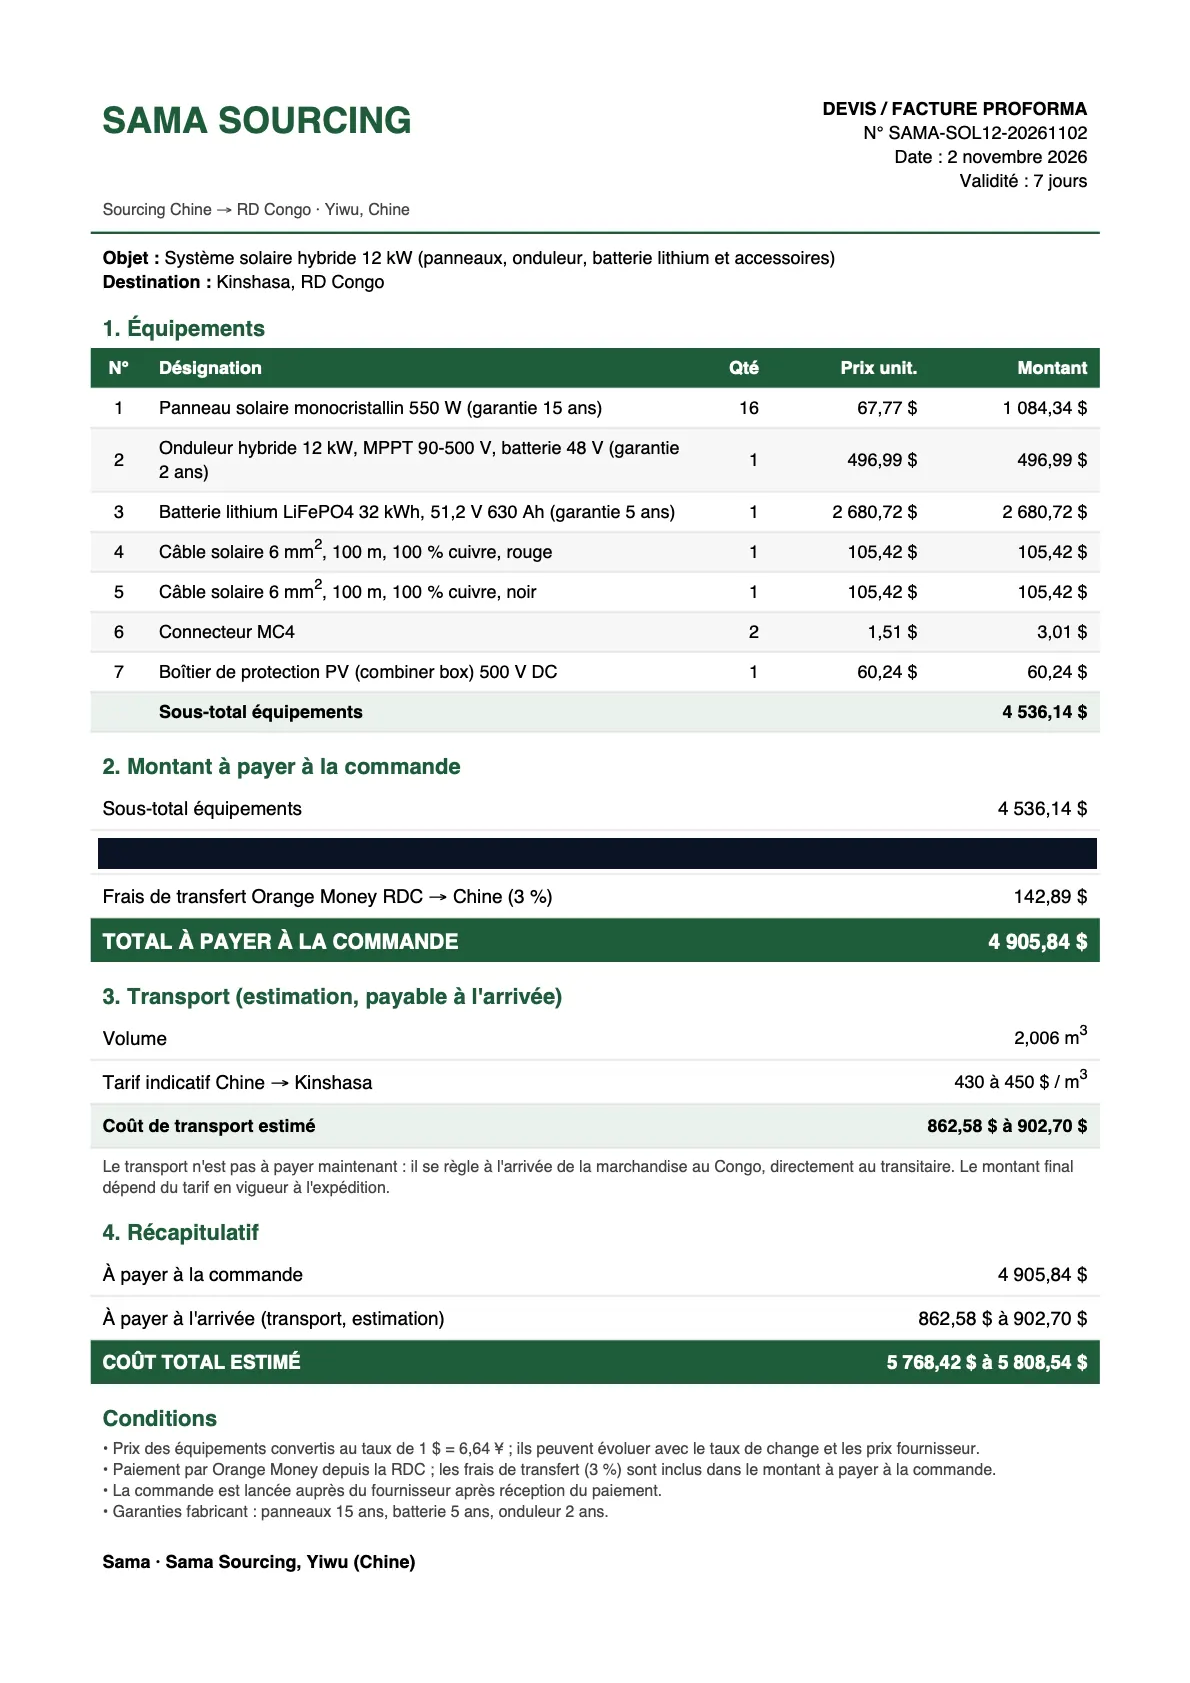 SAMA SOURCING
DEVIS / FACTURE PROFORMA
N° SAMA-SOL12-20261102
Date : 2 novembre 2026
Validité : 7 jours
Sourcing Chine → RD Congo · Yiwu, Chine
Objet : Système solaire hybride 12 kW (panneaux, onduleur, batterie lithium et accessoires)
Destination : Kinshasa, RD Congo
1. Équipements
N° Désignation Qté Prix unit. Montant
1 Panneau solaire monocristallin 550 W (garantie 15 ans) 16 67,77 $ 1 084,34 $
2 Onduleur hybride 12 kW, MPPT 90-500 V, batterie 48 V (garantie
2 ans) 1 496,99 $ 496,99 $
3 Batterie lithium LiFePO4 32 kWh, 51,2 V 630 Ah (garantie 5 ans) 1 2 680,72 $ 2 680,72 $
4 Câble solaire 6 mm², 100 m, 100 % cuivre, rouge 1 105,42 $ 105,42 $
5 Câble solaire 6 mm², 100 m, 100 % cuivre, noir 1 105,42 $ 105,42 $
6 Connecteur MC4 2 1,51 $ 3,01 $
7 Boîtier de protection PV (combiner box) 500 V DC 1 60,24 $ 60,24 $
Sous-total équipements 4 536,14 $
2. Montant à payer à la commande
Sous-total équipements 4 536,14 $
Frais de transfert Orange Money RDC → Chine (3 %) 142,89 $
TOTAL À PAYER À LA COMMANDE 4 905,84 $
3. Transport (estimation, payable à l'arrivée)
Volume 2,006 m³
Tarif indicatif Chine → Kinshasa 430 à 450 $ / m³
Coût de transport estimé 862,58 $ à 902,70 $
Le transport n'est pas à payer maintenant : il se règle à l'arrivée de la marchandise au Congo, directement au transitaire. Le montant final
dépend du tarif en vigueur à l'expédition.
4. Récapitulatif
À payer à la commande 4 905,84 $
À payer à l'arrivée (transport, estimation) 862,58 $ à 902,70 $
COÛT TOTAL ESTIMÉ 5 768,42 $ à 5 808,54 $
Conditions
• Prix des équipements convertis au taux de 1 $ = 6,64 ¥ ; ils peuvent évoluer avec le taux de change et les prix fournisseur.
• Paiement par Orange Money depuis la RDC ; les frais de transfert (3 %) sont inclus dans le montant à payer à la commande.
• La commande est lancée auprès du fournisseur après réception du paiement.
• Garanties fabricant : panneaux 15 ans, batterie 5 ans, onduleur 2 ans.
Sama · Sama Sourcing, Yiwu (Chine)